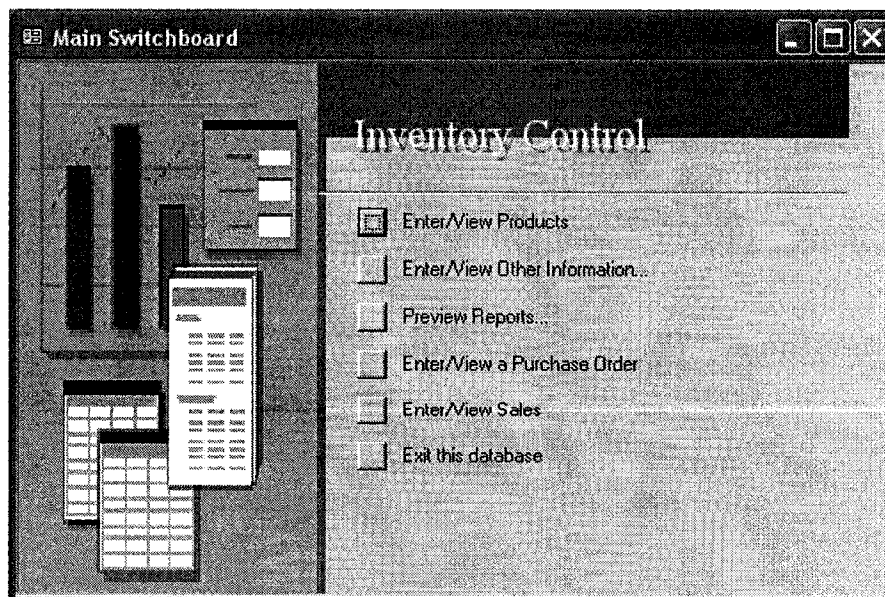 Main Switchboard
Inventory Control
Enter/View Products
Enter/View Other Information...
Preview Reports...
Enter/View a Purchase Order
Enter/View Sales
Exit this database